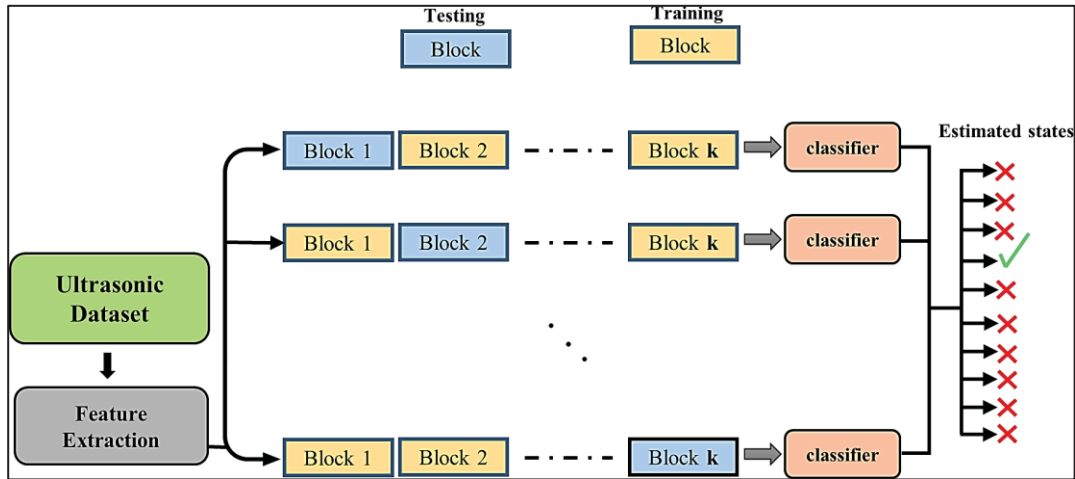 Testing
Block
Training
Block
Estimated states
Block 1
Block 2
Block k
classifier
Block 1
Block 2
Block k
classifier
Ultrasonic
Dataset
Feature
Extraction
Block 1
Block 2
Block k
classifier